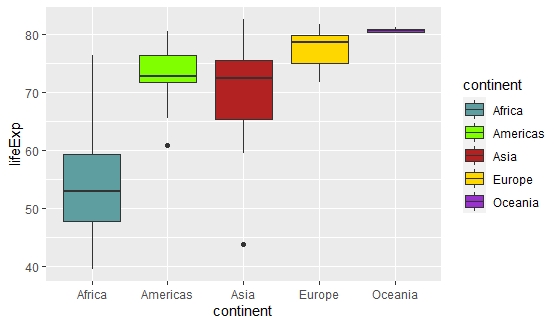 80
70
60
50
40
lifeExp
Africa Americas Asia Europe Oceania
continent
continent
Africa
Americas
Asia
Europe
Oceania